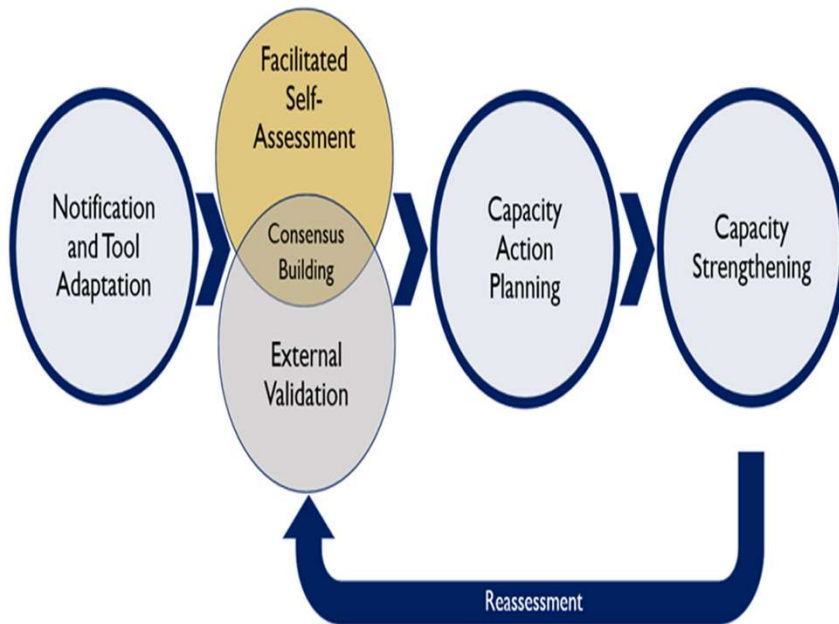 Notification
and Tool
Adaptation
Facilitated
Self-
Assessment
Consensus
Building
External
Validation
Capacity
Action
Planning
Capacity
Strengthening
Reassessment